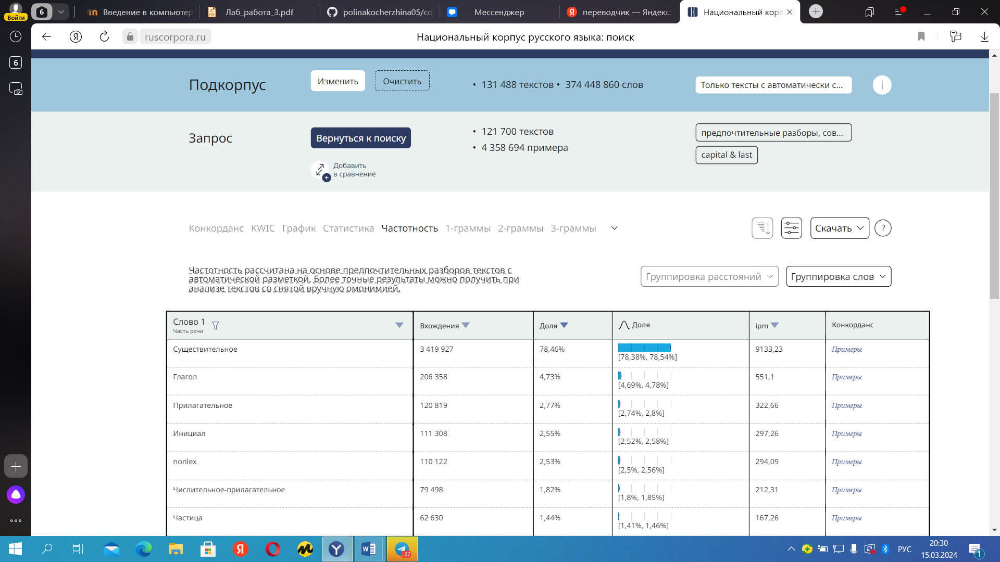 Войти
6
Введение в компьютер
Лаб_работа_3.pdf
polinakocherzhina05/co
Мессенджер
переводчик — Яндекс:
Национальный корп
ruscorpora.ru
Национальный корпус русского языка: поиск
6
Подкорпус
Изменить
Очистить
• 131 488 текстов • 374 448 860 слов
Только тексты с автоматически с...
i
Запрос
Вернуться к поиску
• 121 700 текстов
• 4 358 694 примера
предпочтительные разборы, сов...
capital & last
Добавить
в сравнение
Конкорданс KWIC График Статистика Частотность 1-граммы 2-граммы 3-граммы
Скачать
?
Частотность рассчитана на основе предпочтительных разборов текстов с
автоматической разметкой. Более точные результаты можно получить при
анализе текстов со снятой вручную омонимией.
Группировка расстояний
Группировка слов
Слово 1
Часть речи
Вхождения Доля Доля ipm Конкорданс
Существительное 3 419 927 78,46% [78,38%, 78,54%] 9133,23 Примеры
Глагол 206 358 4,73% [4,69%, 4,78%] 551,1 Примеры
Прилагательное 120 819 2,77% [2,74%, 2,8%] 322,66 Примеры
Инициал 111 308 2,55% [2,52%, 2,58%] 297,26 Примеры
nonlex 110 122 2,53% [2,5%, 2,56%] 294,09 Примеры
Числительное-прилагательное 79 498 1,82% [1,8%, 1,85%] 212,31 Примеры
Частица 62 630 1,44% [1,41%, 1,46%] 167,26 Примеры
..07
РУС
20:30
15.03.2024
1